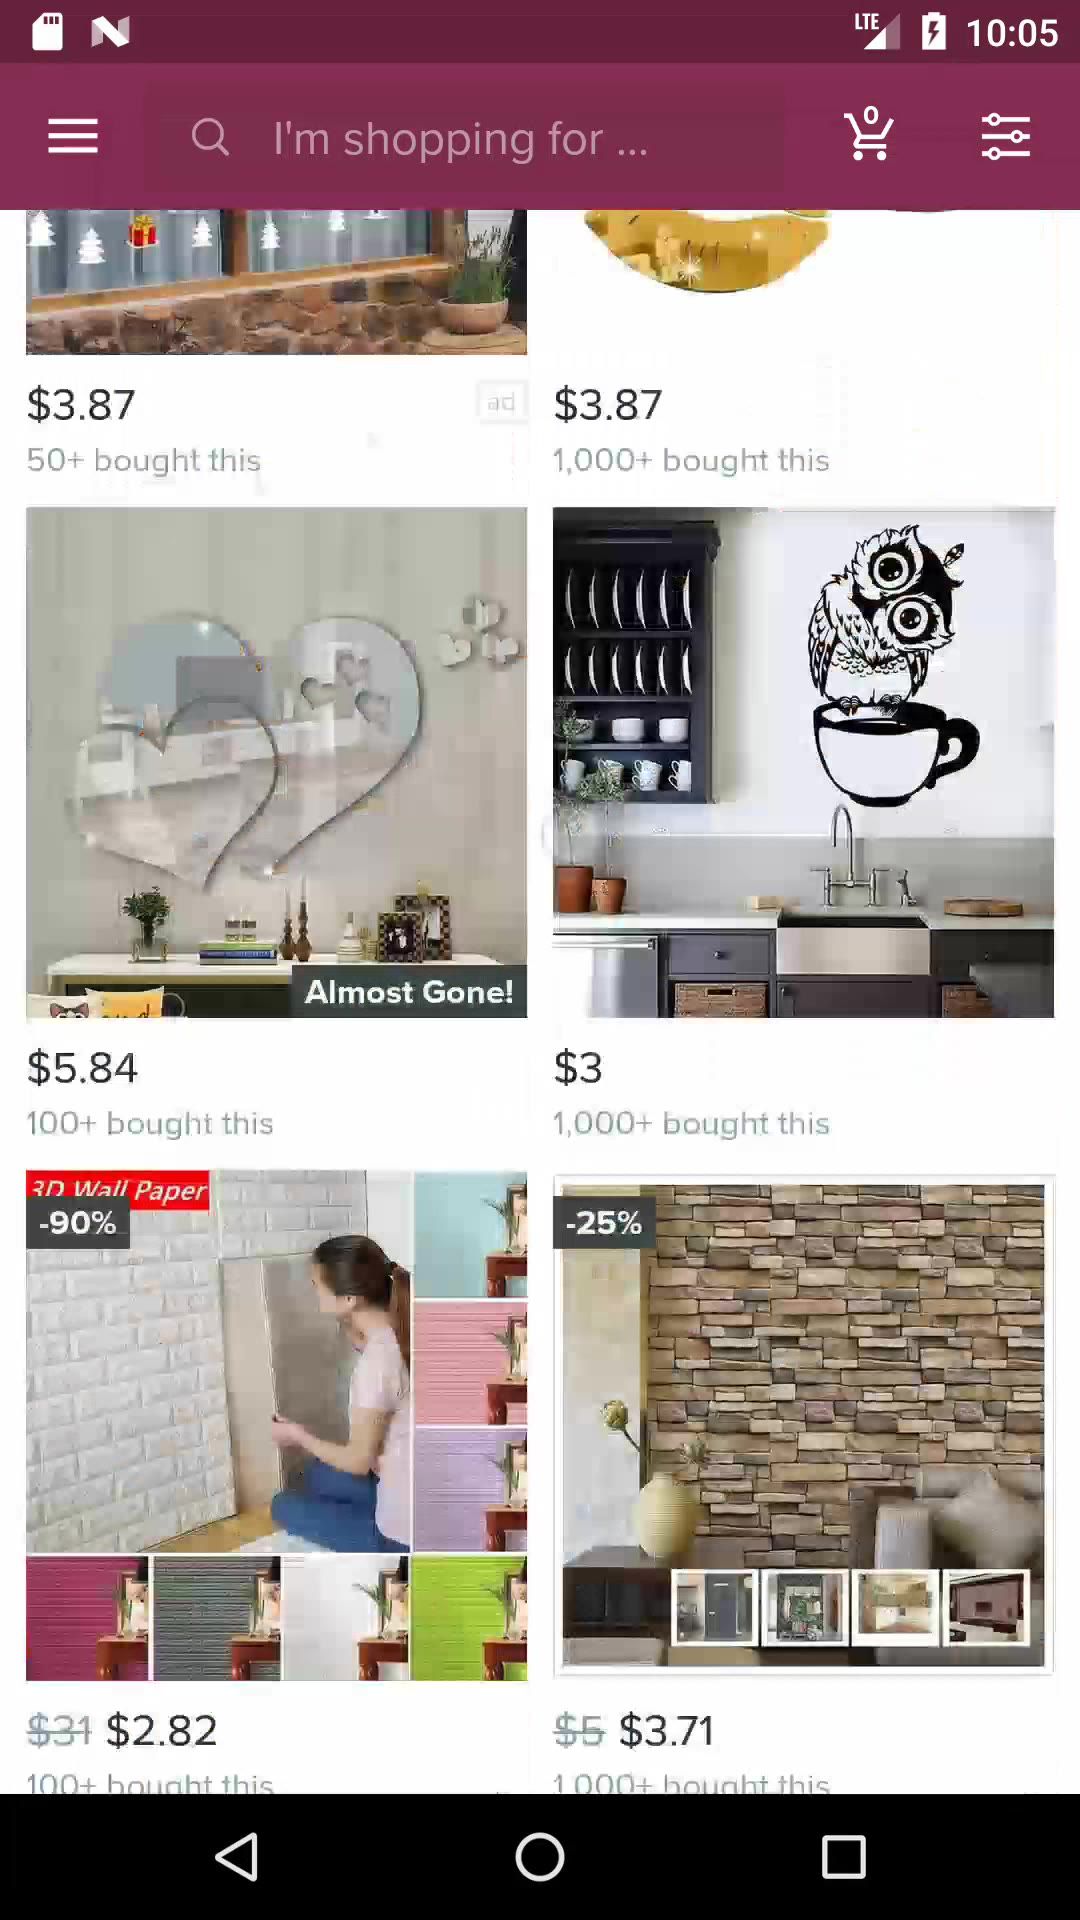 LTE 10:05
0
I'm shopping for ...
$3.87
ad
$3.87
50+ bought this
1,000+ bought this
Almost Gone!
$5.84
$3
100+ bought this
1,000+ bought this
3D Wall Paper
-90%
-25%
$31 $2.82
$5 $3.71
100+ bought this
1,000+ bought this